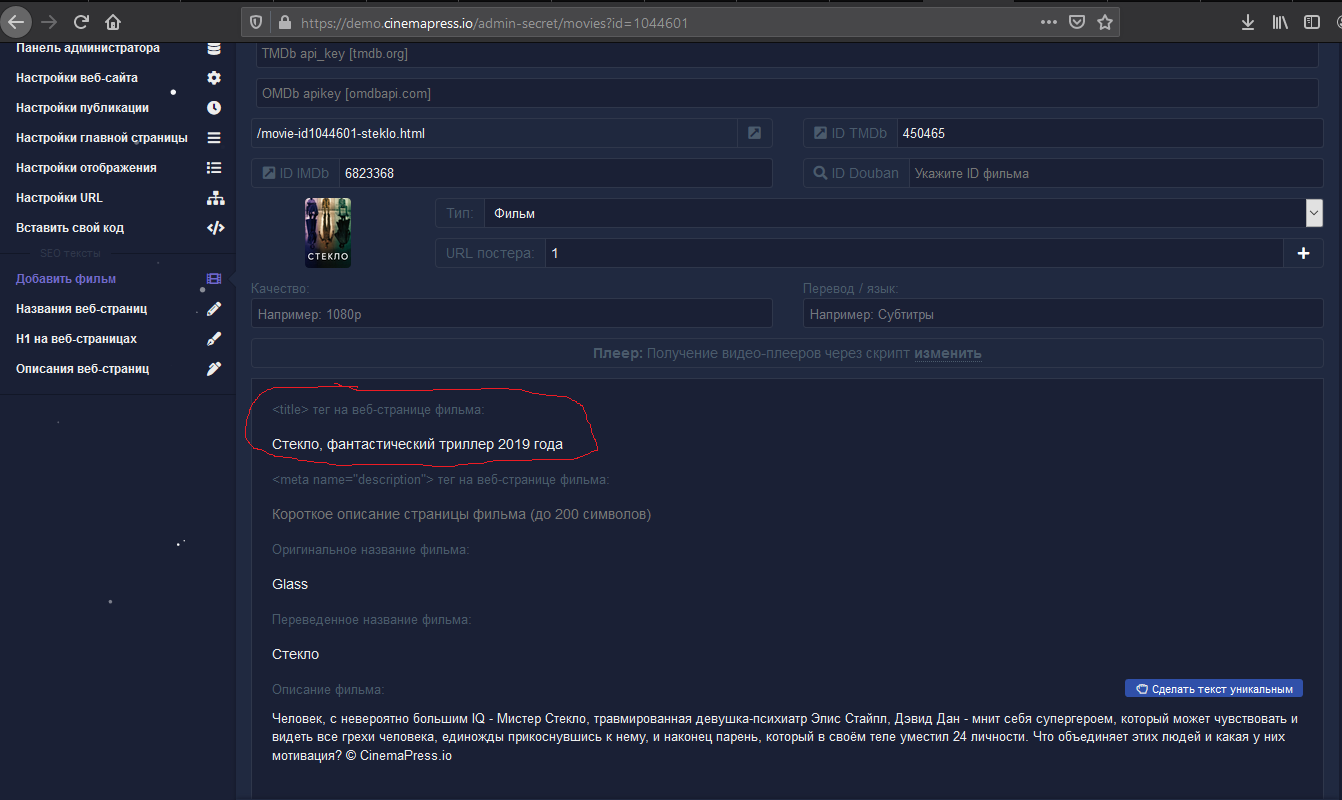 https://demo.cinemapress.io/admin-secret/movies?id=1044601
Панель администратора
Настройки веб-сайта
Настройки публикации
Настройки главной страницы
Настройки отображения
Настройки URL
Вставить свой код
SEO тексты
Добавить фильм
Названия веб-страниц
H1 на веб-страницах
Описания веб-страниц
TMDb api_key [tmdb.org]
OMDb apikey [omdbapi.com]
/movie-id1044601-steklo.html
ID TMDb 450465
ID IMDb 6823368
ID Douban Укажите ID фильма
СТЕКЛО
Тип: Фильм
URL постера: 1
Качество:
Например: 1080p
Перевод / язык:
Например: Субтитры
Плеер: Получение видео-плееров через скрипт изменить
<title> тег на веб-странице фильма:
Стекло, фантастический триллер 2019 года
<meta name="description"> тег на веб-странице фильма:
Короткое описание страницы фильма (до 200 символов)
Оригинальное название фильма:
Glass
Переведенное название фильма:
Стекло
Описание фильма:
Сделать текст уникальным
Человек, с невероятно большим IQ - Мистер Стекло, травмированная девушка-психиатр Элис Стайпл, Дэвид Дан - мнит себя супергероем, который может чувствовать и
видеть все грехи человека, единожды прикоснувшись к нему, и наконец парень, который в своём теле уместил 24 личности. Что объединяет этих людей и какая у них
мотивация? © CinemaPress.io